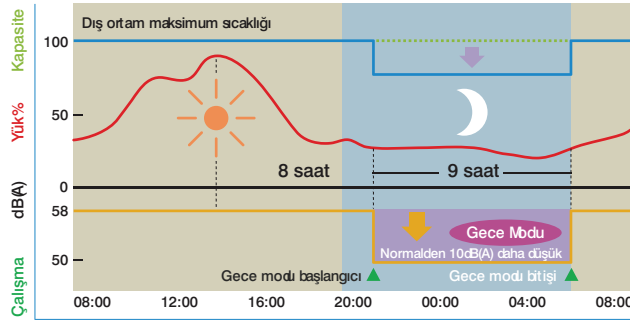 Kapasite
Yük%
dB(A)
Çalışma
Dış ortam maksimum sıcaklığı
100
50
0
58
50
8 saat
9 saat
Gece Modu
Normalden 10dB(A) daha düşük
Gece modu başlangıcı
Gece modu bitişi
08:00 12:00 16:00 20:00 00:00 04:00 08:00